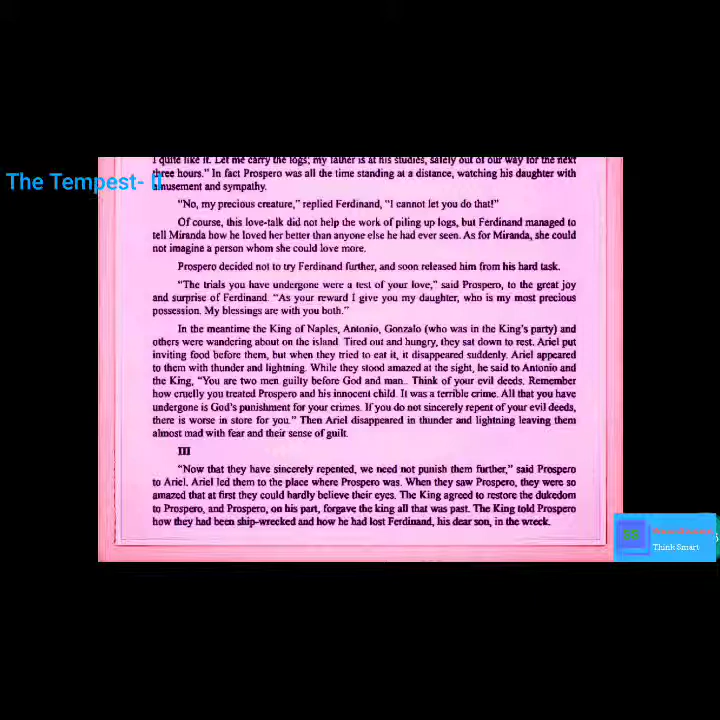 I quite like it. Let me carry the logs; my father is at his studies, safely out of our way for the next
The Tempest- II
three hours." In fact Prospero was all the time standing at a distance, watching his daughter with
amusement and sympathy.
"No, my precious creature," replied Ferdinand, "I cannot let you do that!"
Of course, this love-talk did not help the work of piling up logs, but Ferdinand managed to
tell Miranda how he loved her better than anyone else he had ever seen. As for Miranda, she could
not imagine a person whom she could love more.
Prospero decided not to try Ferdinand further, and soon released him from his hard task.
"The trials you have undergone were a test of your love," said Prospero, to the great joy
and surprise of Ferdinand. "As your reward I give you my daughter, who is my most precious
possession. My blessings are with you both."
In the meantime the King of Naples, Antonio, Gonzalo (who was in the King's party) and
others were wandering about on the island. Tired out and hungry, they sat down to rest. Ariel put
inviting food before them, but when they tried to eat it, it disappeared suddenly. Ariel appeared
to them with thunder and lightning. While they stood amazed at the sight, he said to Antonio and
the King, "You are two men guilty before God and man. Think of your evil deeds. Remember
how cruelly you treated Prospero and his innocent child. It was a terrible crime. All that you have
undergone is God's punishment for your crimes. If you do not sincerely repent of your evil deeds,
there is worse in store for you." Then Ariel disappeared in thunder and lightning leaving them
almost mad with fear and their sense of guilt.
III
"Now that they have sincerely repented, we need not punish them further," said Prospero
to Ariel. Ariel led them to the place where Prospero was. When they saw Prospero, they were so
amazed that at first they could hardly believe their eyes. The King agreed to restore the dukedom
to Prospero, and Prospero, on his part, forgave the king all that was past. The King told Prospero
how they had been ship-wrecked and how he had lost Ferdinand, his dear son, in the wreck.
SS
Think Smart